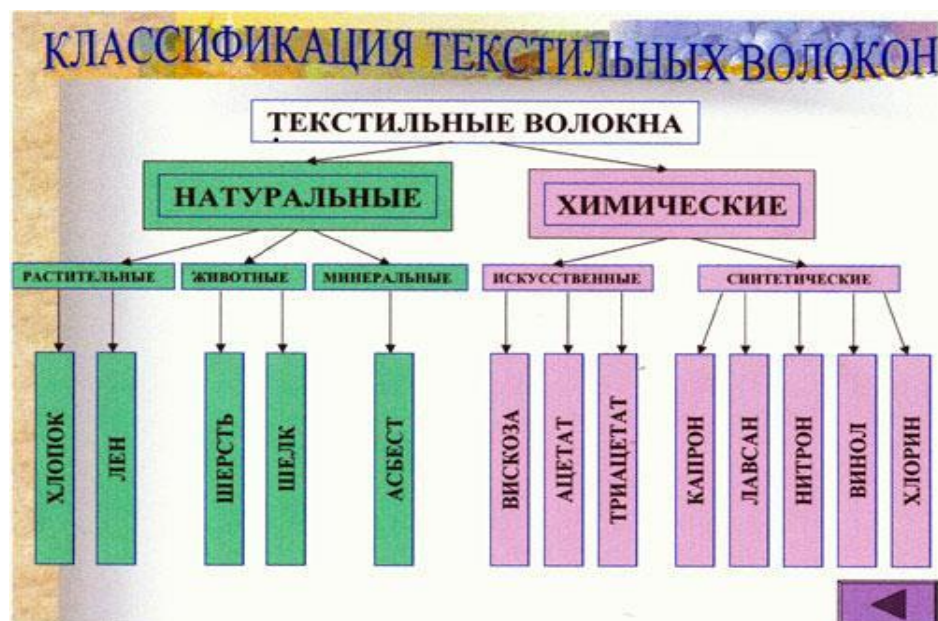 КЛАССИФИКАЦИЯ ТЕКСТИЛЬНЫХ ВОЛОКОН
ТЕКСТИЛЬНЫЕ ВОЛОКНА
НАТУРАЛЬНЫЕ
ХИМИЧЕСКИЕ
РАСТИТЕЛЬНЫЕ
ЖИВОТНЫЕ
МИНЕРАЛЬНЫЕ
ИСКУССТВЕННЫЕ
СИНТЕТИЧЕСКИЕ
ХЛОПОК
ЛЕН
ШЕРСТЬ
ШЕЛК
АСБЕСТ
ВИСКОЗА
АЦЕТАТ
ТРИАЦЕТАТ
КАПРОН
ЛАВСАН
НИТРОН
ВИНОЛ
ХЛОРИН